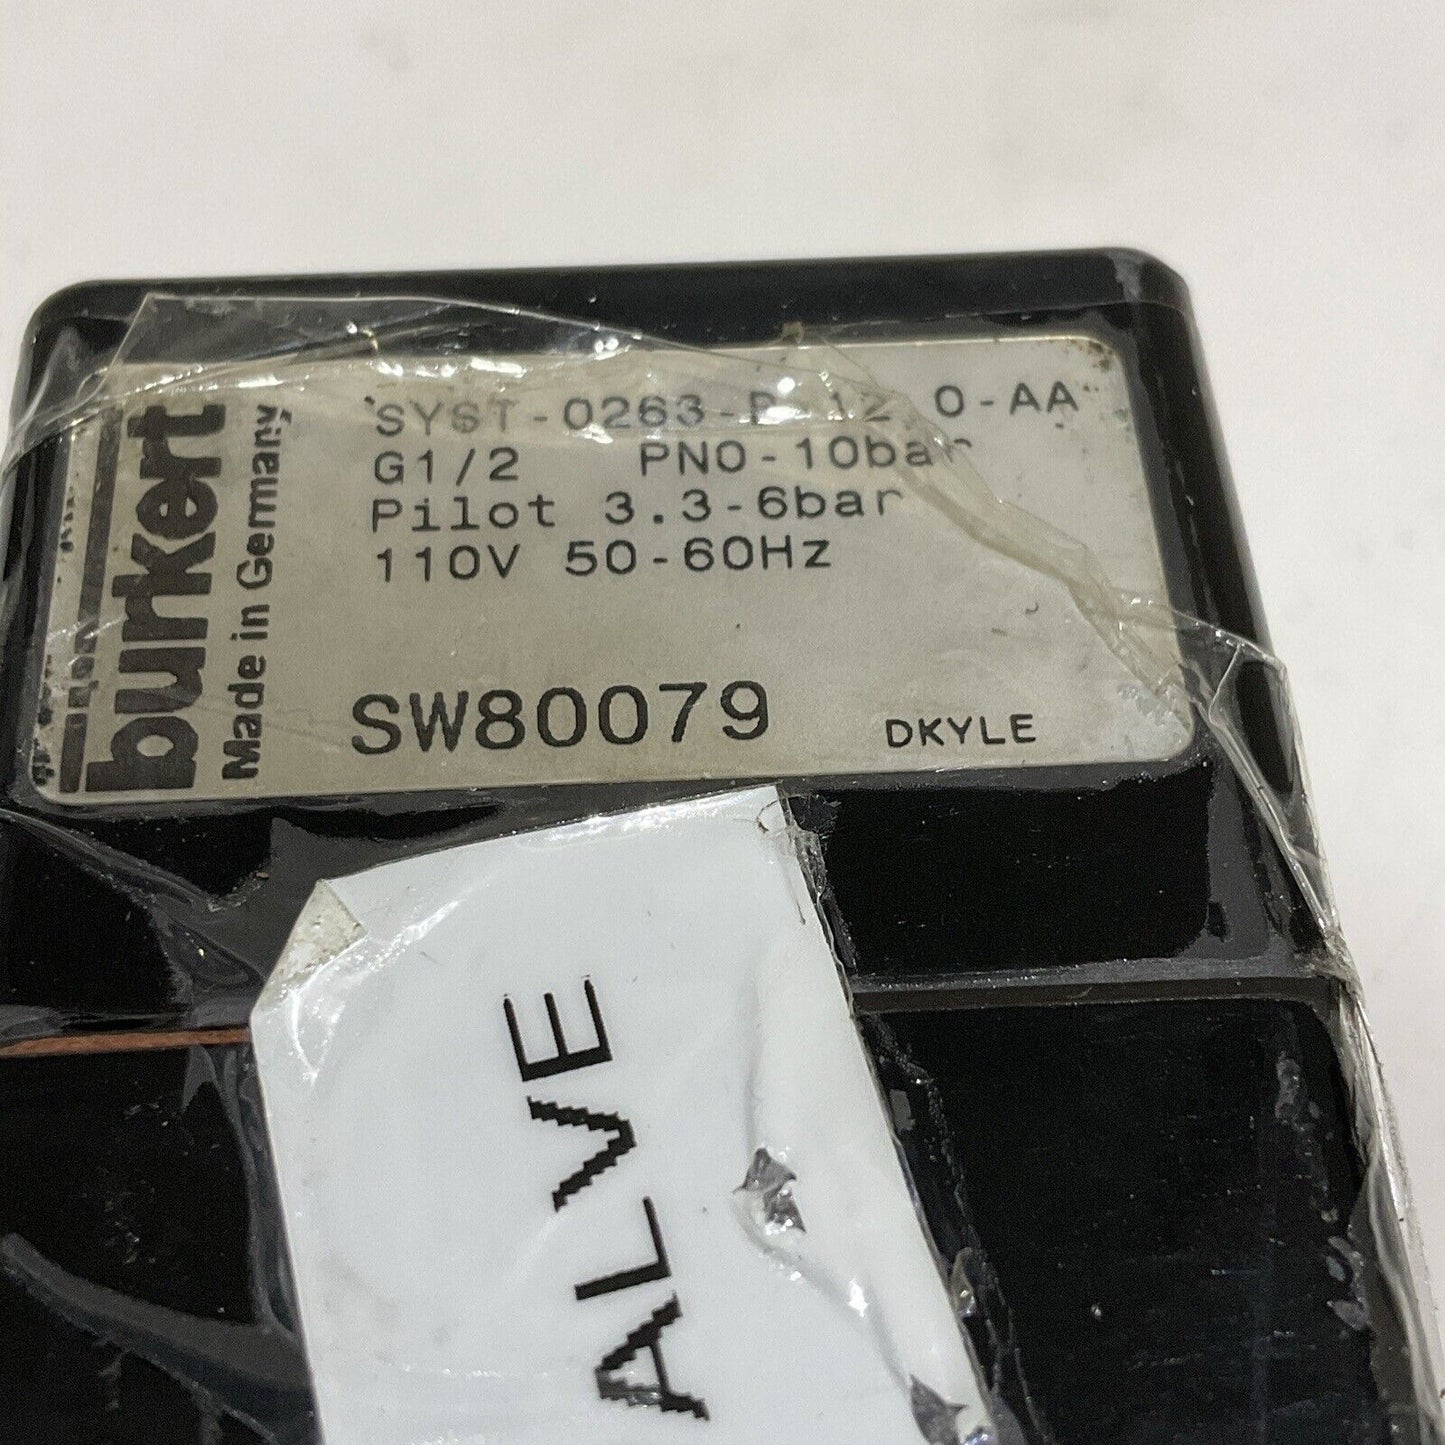 burkert
Made in Germany
SYST-0263-
G1/2 PN0-10bar
Pilot 3.3-6bar
110V 50-60Hz
SW80079 DKYLE
ALVE